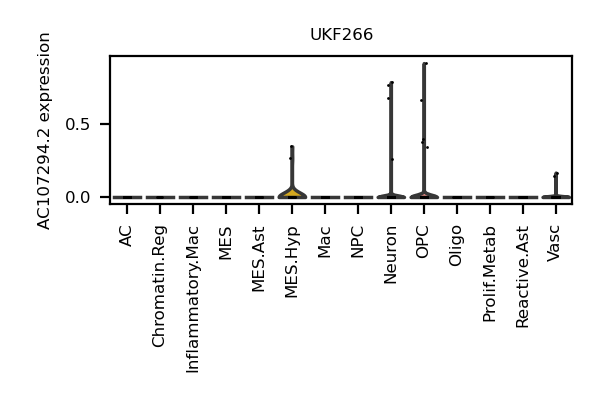 UKF266
AC107294.2 expression
0.5
0.0
AC
Chromatin.Reg
Inflammatory.Mac
MES
MES.Ast
MES.Hyp
Mac
NPC
Neuron
OPC
Oligo
Prolif.Metab
Reactive.Ast
Vasc